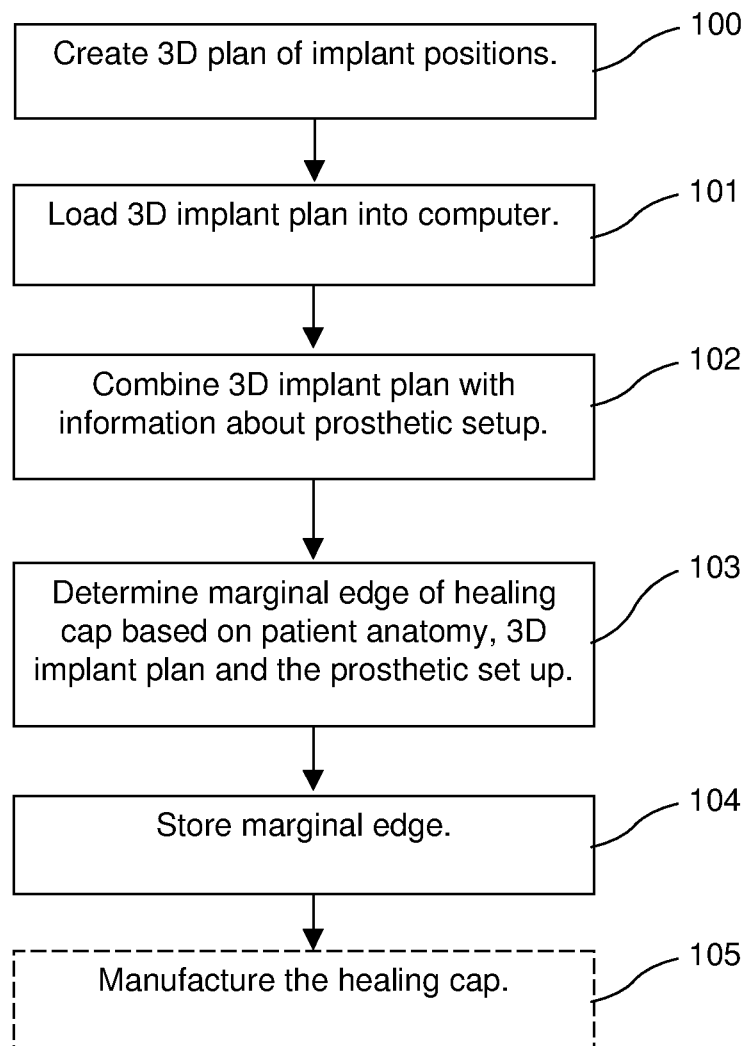 100
Create 3D plan of implant positions.
101
Load 3D implant plan into computer.
102
Combine 3D implant plan with
information about prosthetic setup.
103
Determine marginal edge of healing
cap based on patient anatomy, 3D
implant plan and the prosthetic set up.
104
Store marginal edge.
105
Manufacture the healing cap.